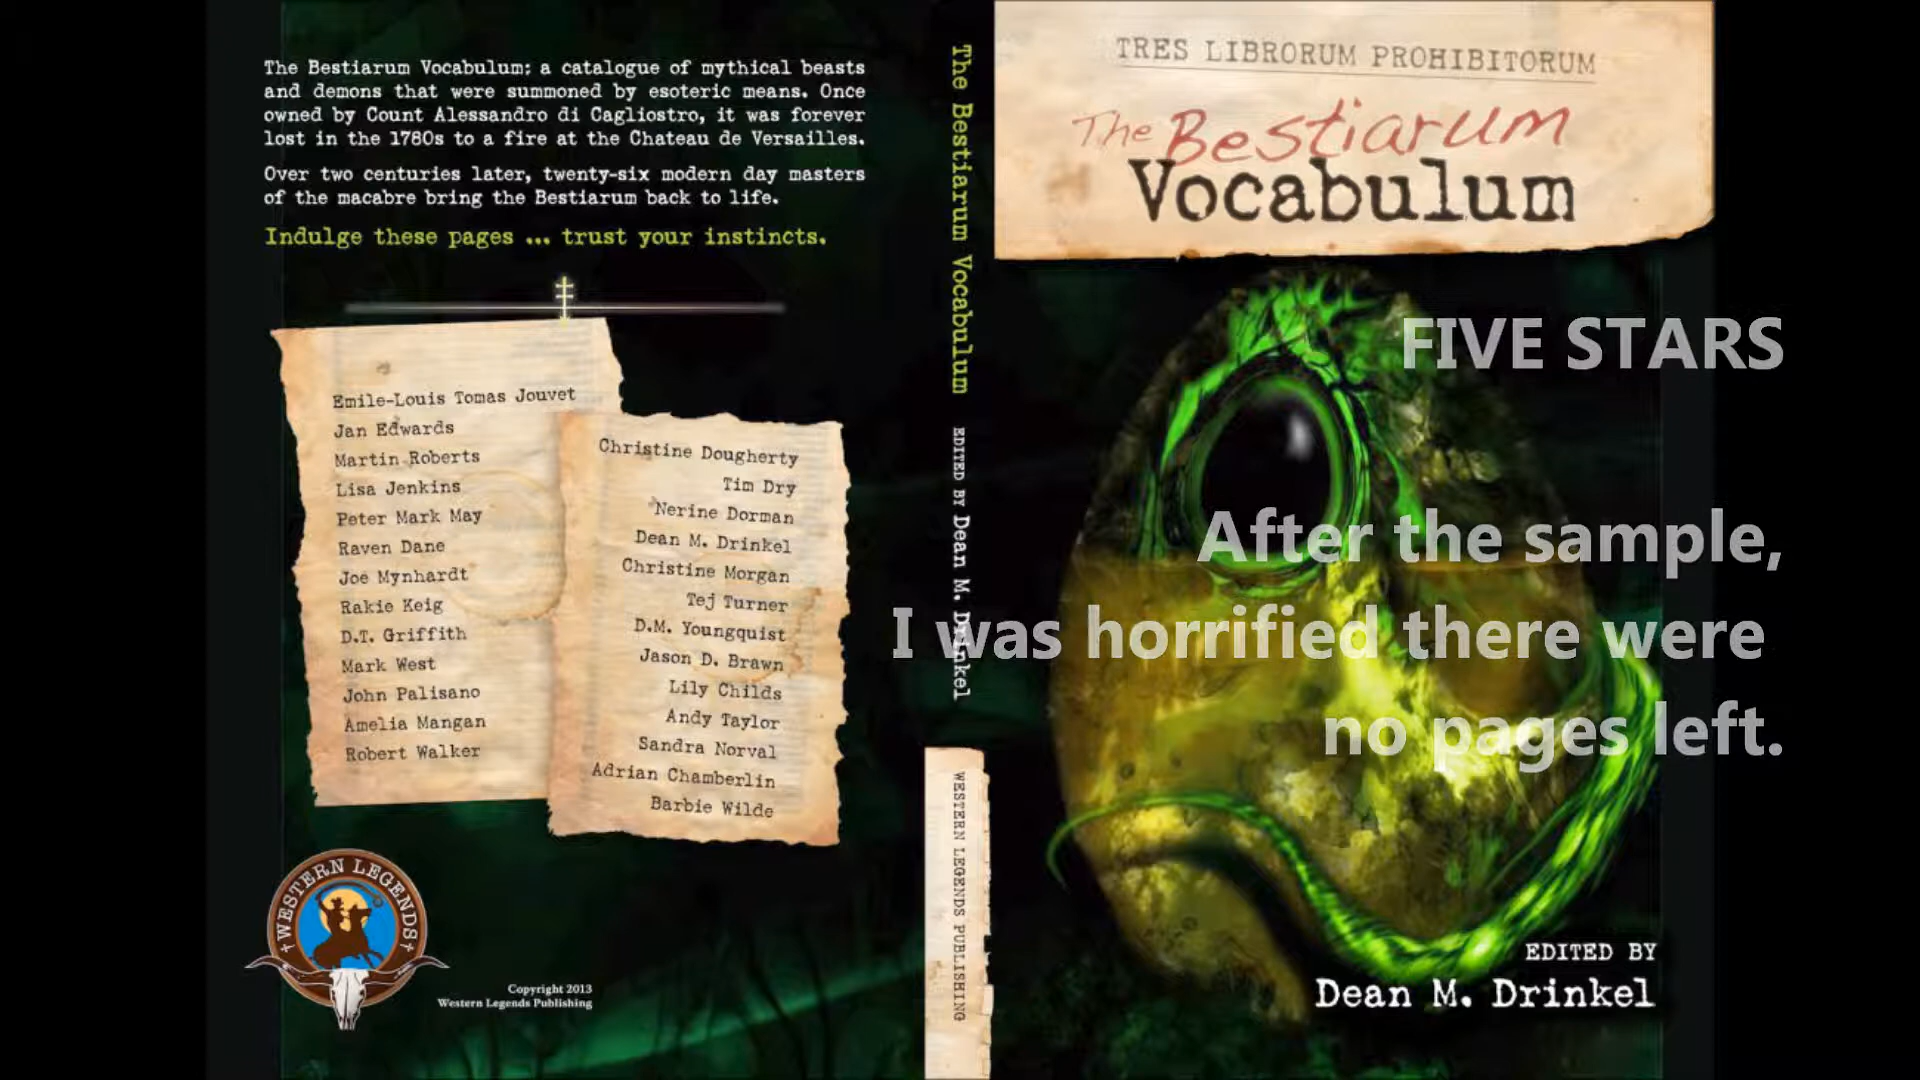 The Bestiarum Vocabulum: a catalogue of mythical beasts
and demons that were summoned by esoteric means. Once
owned by Count Alessandro di Cagliostro, it was forever
lost in the 1780s to a fire at the Chateau de Versailles.
Over two centuries later, twenty-six modern day masters
of the macabre bring the Bestiarum back to life.
Indulge these pages ... trust your instincts.
Emile-Louis Tomas Jouvet
Jan Edwards
Martin Roberts
Lisa Jenkins
Peter Mark May
Raven Dane
Joe Mynhardt
Rakie Keig
D.T. Griffith
Mark West
John Palisano
Amelia Mangan
Robert Walker
Christine Dougherty
Tim Dry
Nerine Dorman
Dean M. Drinkel
Christine Morgan
Tej Turner
D.M. Youngquist
Jason D. Brawn
Lily Childs
Andy Taylor
Sandra Norval
Adrian Chamberlin
Barbie Wilde
WESTERN LEGENDS
Copyright 2013
Western Legends Publishing
The Bestiarum Vocabulum
EDITED BY Dean M. Drinkel
WESTERN LEGENDS PUBLISHING
TRES LIBRORUM PROHIBITORUM
The Bestiarum
Vocabulum
FIVE STARS
After the sample,
I was horrified there were
no pages left.
EDITED BY
Dean M. Drinkel